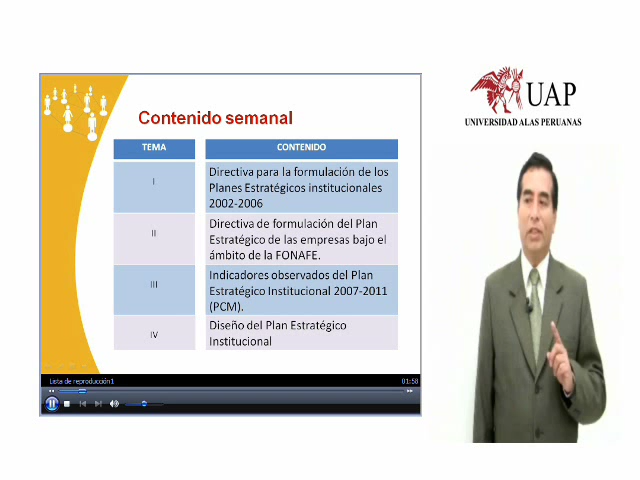 UAP
UNIVERSIDAD ALAS PERUANAS
Contenido semanal
TEMA
CONTENIDO
I
Directiva para la formulación de los
Planes Estratégicos institucionales
2002-2006
II
Directiva de formulación del Plan
Estratégico de las empresas bajo el
ámbito de la FONAFE.
III
Indicadores observados del Plan
Estratégico Institucional 2007-2011
(PCM).
IV
Diseño del Plan Estratégico
Institucional
Lista de reproducción1
01:58